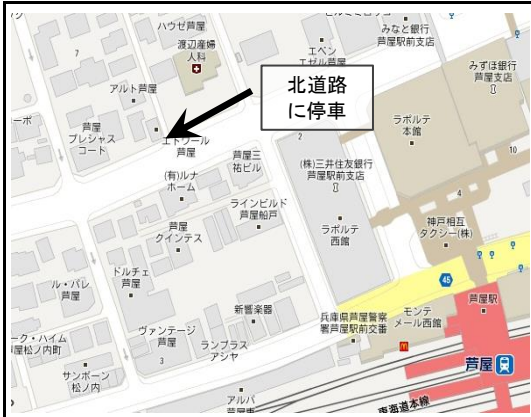 ハウゼ芦屋
7
渡辺産婦
人科
みなと銀行
芦屋駅前支店
エペン
エゼル芦屋
みずほ銀行
芦屋支店
アルト芦屋
北道路
に停車
ラポルテ
本館
芦屋
プレシャス
コート
エトワール
芦屋
2
芦屋三
祐ビル
(株)三井住友銀行
芦屋駅前支店
10
(有)ルナ
ホーム
4
ラインビルド
芦屋船戸
芦屋
クインテス
ラポルテ
西館
神戸相互
タクシー(株)
ドルチェ
芦屋
45
ル・パレ
芦屋
新響楽器
芦屋駅
兵庫県芦屋警察
署芦屋駅前交番
モンテ
メール西館
ヴァンテージ
芦屋
ランプラス
アシヤ
3
サンボーン
松ノ内
芦屋
アルパ
東海道本線